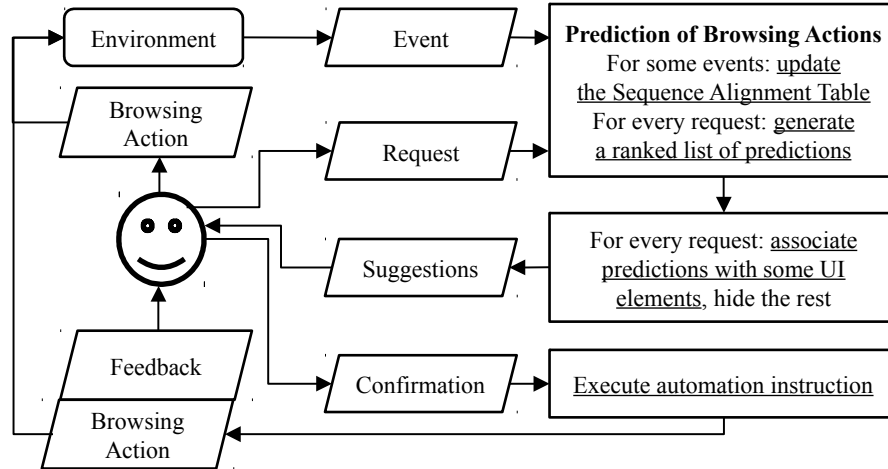 Environment
Event
Prediction of Browsing Actions
For some events: update
the Sequence Alignment Table
For every request: generate
a ranked list of predictions
Browsing
Action
Request
Suggestions
For every request: associate
predictions with some UI
elements, hide the rest
Feedback
Browsing
Action
Confirmation
Execute automation instruction